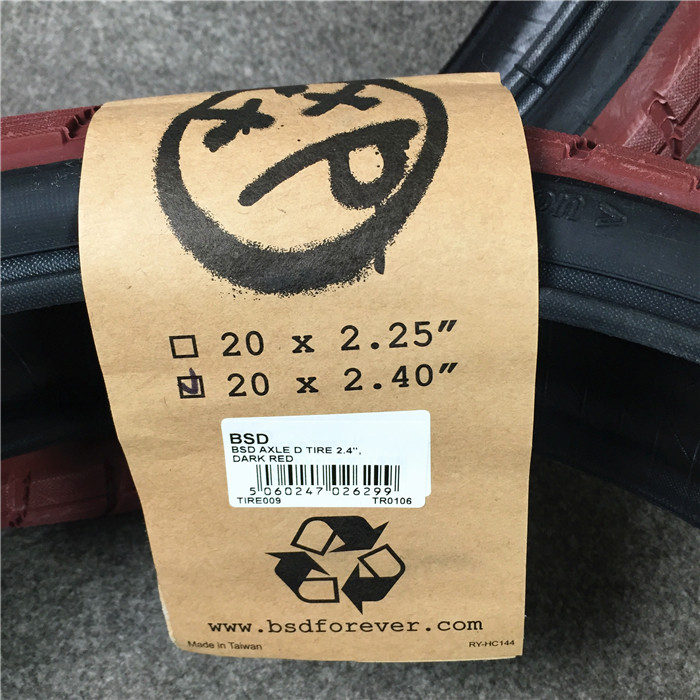 20 x 2.25"
20 x 2.40"
BSD
BSD AXLE D TIRE 2.4",
DARK RED
5 060247 026299
TIRE009 TR0106
www.bsdforever.com
Made in Taiwan RY-HC144